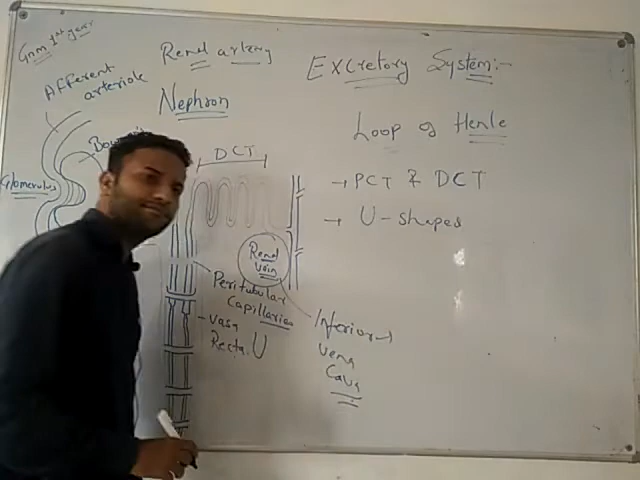 Gnm 1st year
Renal artery
Excretory System:-
Afferent
arteriole
Nephron
Loop of Henle
Glomerulus
DCT
→ PCT & DCT
→ U-shapes
Renal
vein
Peritubular
Capillaries
- Vasa
Recta U
Inferior
Vena
Cava